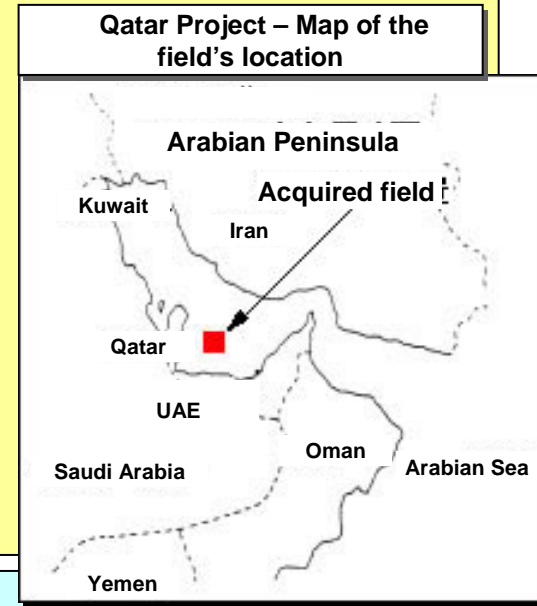 Qatar Project – Map of the
field's location
Arabian Peninsula
Acquired field
Kuwait
Iran
Qatar
UAE
Oman
Saudi Arabia
Arabian Sea
Yemen